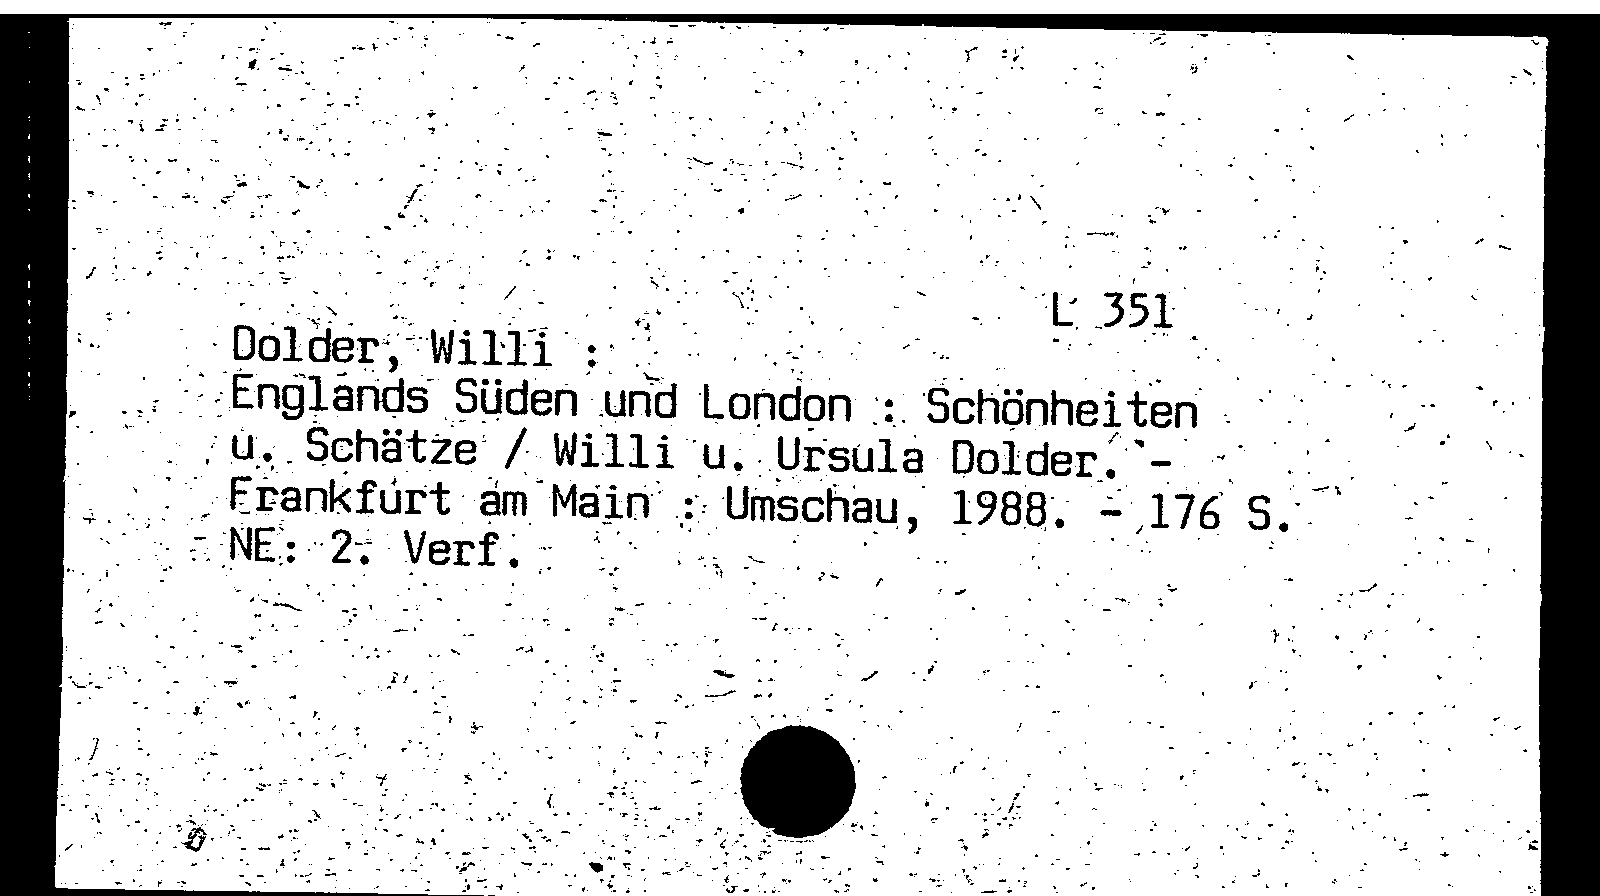 L 351
Dolder, Willi :
Englands Süden und London : Schönheiten
u. Schätze / Willi u. Ursula Dolder. -
Frankfurt am Main : Umschau, 1988. - 176 S.
NE: 2. Verf.